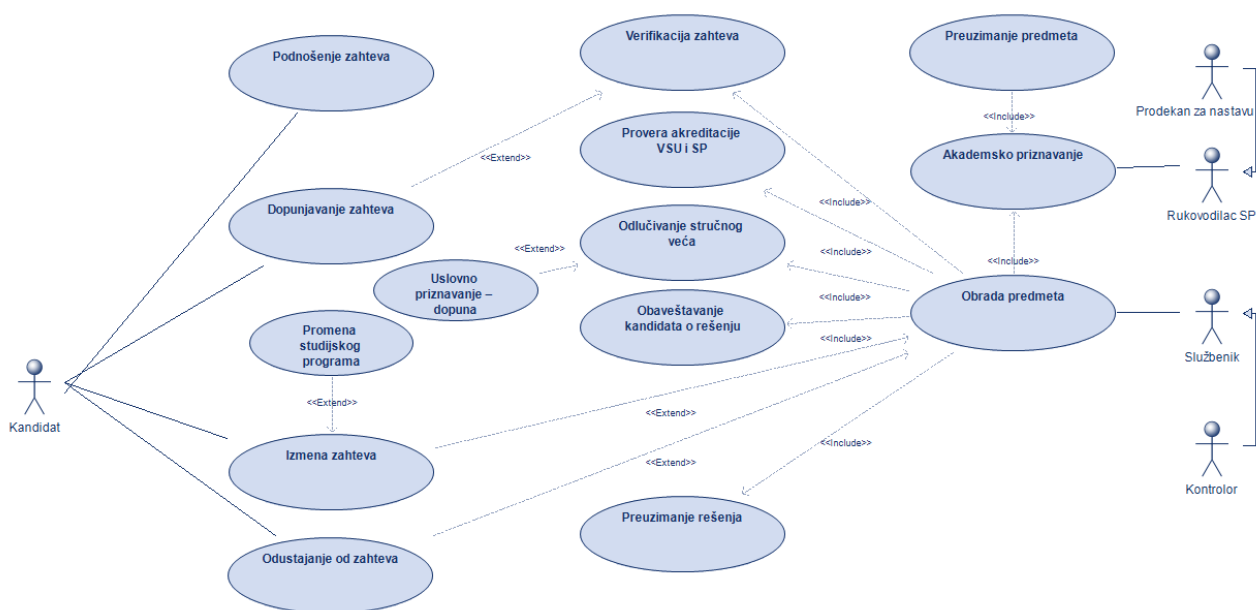 Podnošenje zahteva
Verifikacija zahteva
Preuzimanje predmeta
Prodekan za nastavu
<<Include>>
Provera akreditacije
VSU i SP
<<Extend>>
Akademsko priznavanje
Rukovodilac SP
Dopunjavanje zahteva
<<Include>>
Odlučivanje stručnog
veća
<<Extend>>
<<Include>>
<<Include>>
Uslovno
priznavanje –
dopuna
Obrada predmeta
Obaveštavanje
kandidata o rešenju
<<Include>>
Promena
studijskog
programa
<<Include>>
Službenik
<<Extend>>
Kandidat
<<Extend>>
Izmena zahteva
<<Include>>
<<Extend>>
Kontrolor
Preuzimanje rešenja
Odustajanje od zahteva